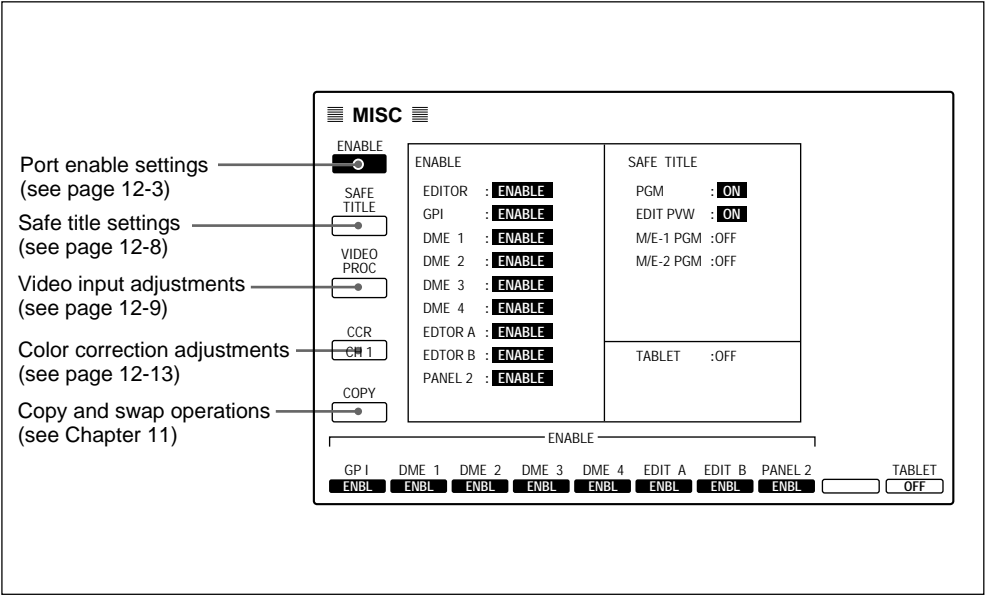 MISC
Port enable settings
(see page 12-3)
Safe title settings
(see page 12-8)
Video input adjustments
(see page 12-9)
Color correction adjustments
(see page 12-13)
Copy and swap operations
(see Chapter 11)
ENABLE
SAFE
TITLE
VIDEO
PROC
CCR
CH 1
COPY
ENABLE
EDITOR : ENABLE
GPI : ENABLE
DME 1 : ENABLE
DME 2 : ENABLE
DME 3 : ENABLE
DME 4 : ENABLE
EDTOR A : ENABLE
EDTOR B : ENABLE
PANEL 2 : ENABLE
SAFE TITLE
PGM : ON
EDIT PVW : ON
M/E-1 PGM :OFF
M/E-2 PGM :OFF
TABLET :OFF
ENABLE
GPI DME 1 DME 2 DME 3 DME 4 EDIT A EDIT B PANEL 2 TABLET
ENBL ENBL ENBL ENBL ENBL ENBL ENBL ENBL OFF